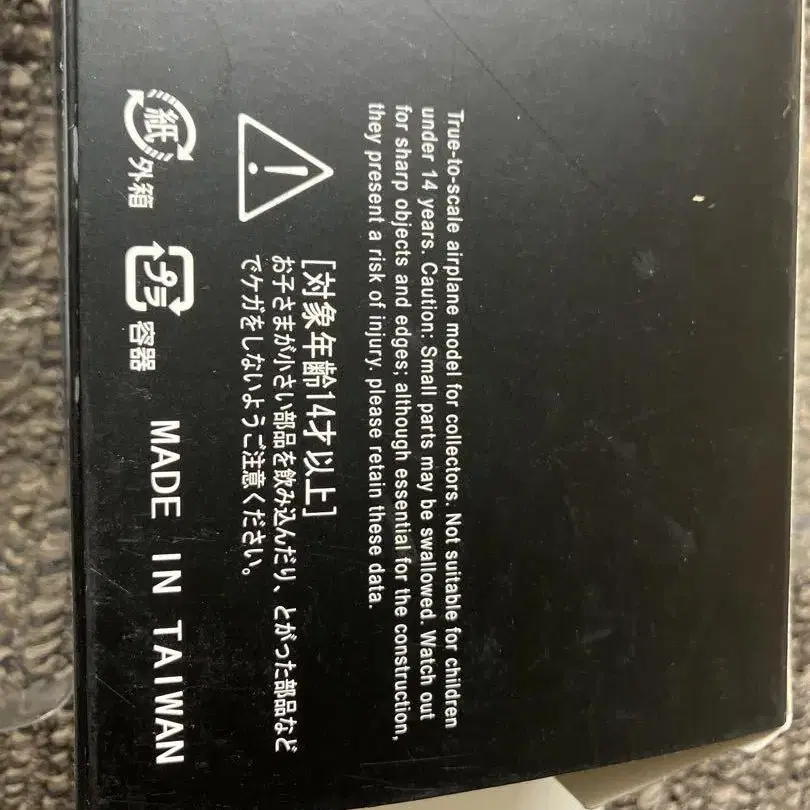 True-to-scale airplane model for collectors. Not suitable for children
under 14 years. Caution: Small parts may be swallowed. Watch out
for sharp objects and edges; although essential for the construction,
they present a risk of injury. please retain these data.
[対象年齢14才以上]
お子さまが小さい部品を飲み込んだり、とがった部品など
でケガをしないようご注意ください。
紙
外箱
プラ
容器
MADE IN TAIWAN